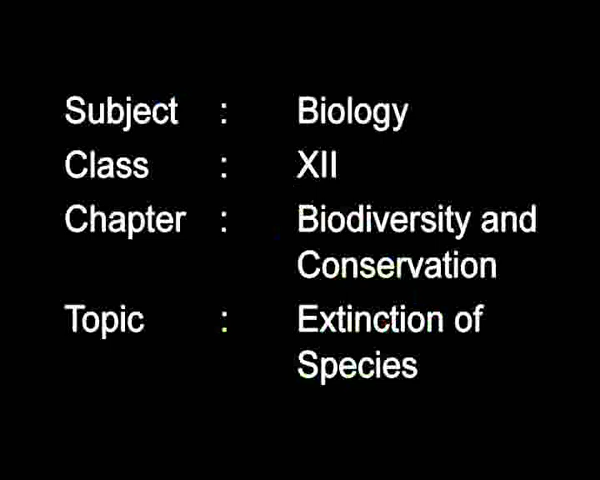 Subject : Biology
Class : XII
Chapter : Biodiversity and
Conservation
Topic : Extinction of
Species